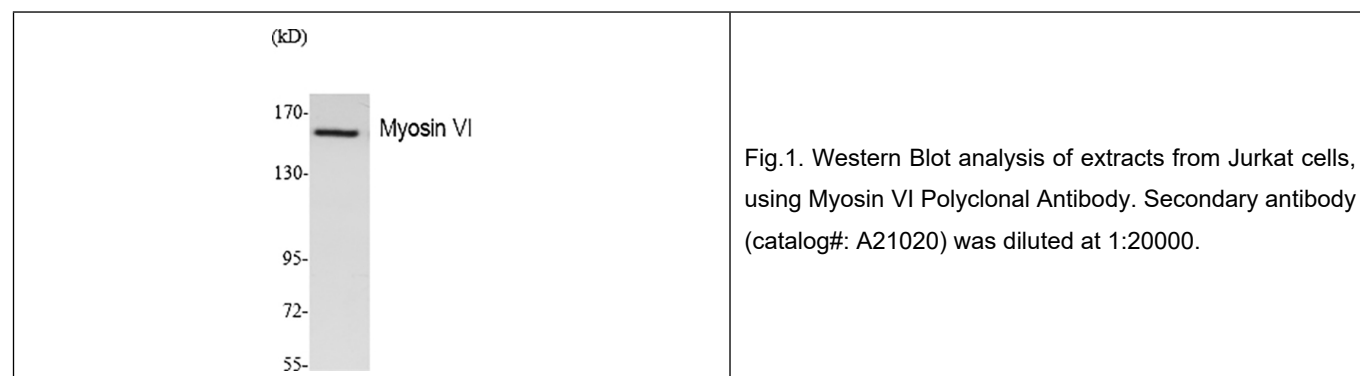 (kD)
170-
Myosin VI
130-
95-
72-
55-
Fig.1. Western Blot analysis of extracts from Jurkat cells,
using Myosin VI Polyclonal Antibody. Secondary antibody
(catalog#: A21020) was diluted at 1:20000.